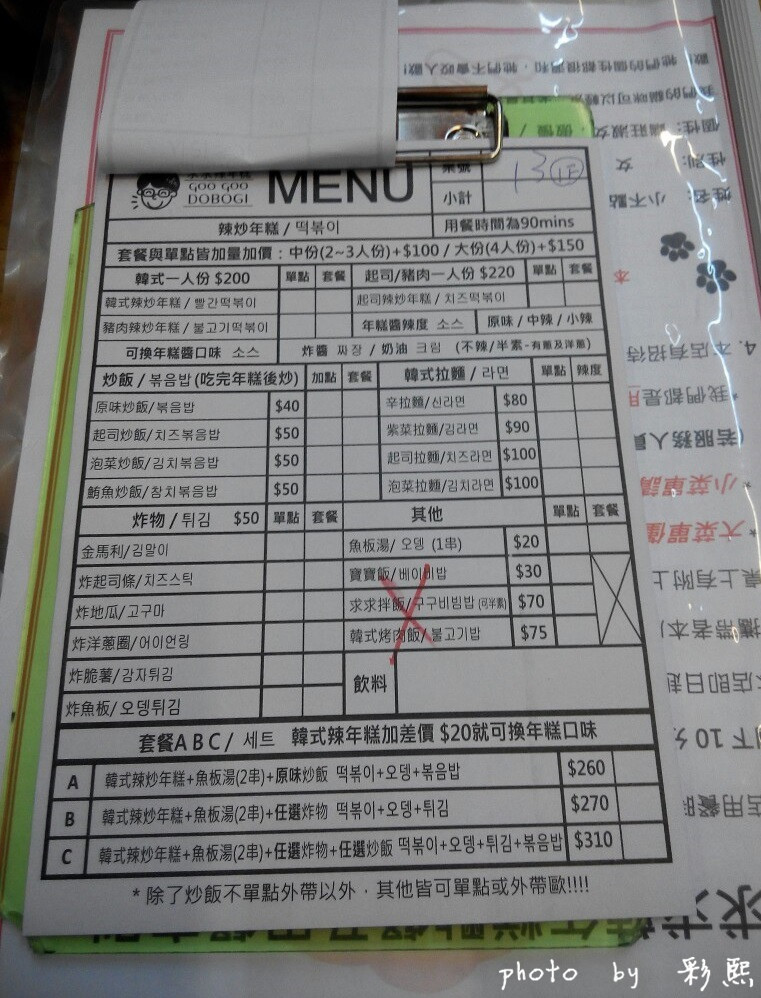 求求辣年糕
GOO GOO
DOBOGI
MENU
桌號 13 1F
小計
辣炒年糕 / 떡볶이 用餐時間為90mins
套餐與單點皆加量加價：中份(2~3人份)+$100 / 大份(4人份)+$150
韓式一人份 $200 單點 套餐 起司/豬肉一人份 $220 單點 套餐
韓式辣炒年糕 / 빨간떡볶이 起司辣炒年糕 / 치즈떡볶이
豬肉辣炒年糕 / 불고기떡볶이 年糕醬辣度 소스 原味 / 中辣 / 小辣
可換年糕醬口味 소스 炸醬 짜장 / 奶油 크림 (不辣/半素-有蔥及洋蔥)
炒飯 / 볶음밥 (吃完年糕後炒) 加點 套餐 韓式拉麵 / 라면 單點 辣度
原味炒飯/볶음밥 $40 辛拉麵/신라면 $80
起司炒飯/치즈볶음밥 $50 紫菜拉麵/김라면 $90
泡菜炒飯/김치볶음밥 $50 起司拉麵/치즈라면 $100
鮪魚炒飯/참치볶음밥 $50 泡菜拉麵/김치라면 $100
炸物 / 튀김 $50 單點 套餐 其他 單點 套餐
金馬利/김말이 魚板湯/ 오뎅 (1串) $20
炸起司條/치즈스틱 寶寶飯/베이비밥 $30
炸地瓜/고구마 求求拌飯/구구비빔밥 (可半素) $70
炸洋蔥圈/어이언링 韓式烤肉飯/불고기밥 $75
炸脆薯/감자튀김 飲料
炸魚板/오뎅튀김
套餐A B C / 세트 韓式辣年糕加差價 $20就可換年糕口味
A 韓式辣炒年糕+魚板湯(2串)+原味炒飯 떡볶이+오뎅+볶음밥 $260
B 韓式辣炒年糕+魚板湯(2串)+任選炸物 떡볶이+오뎅+튀김 $270
C 韓式辣炒年糕+魚板湯(2串)+任選炸物+任選炒飯 떡볶이+오뎅+튀김+볶음밥 $310
* 除了炒飯不單點外帶以外，其他皆可單點或外帶歐!!!!
photo by 彩熙